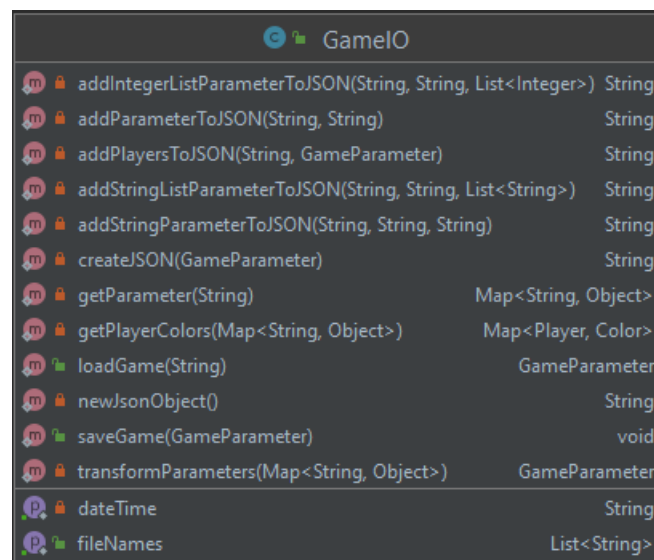 GameIO
addIntegerListParameterToJSON(String, String, List<Integer>) String
addParameterToJSON(String, String) String
addPlayersToJSON(String, GameParameter) String
addStringListParameterToJSON(String, String, List<String>) String
addStringParameterToJSON(String, String, String) String
createJSON(GameParameter) String
getParameter(String) Map<String, Object>
getPlayerColors(Map<String, Object>) Map<Player, Color>
loadGame(String) GameParameter
newJsonObject() String
saveGame(GameParameter) void
transformParameters(Map<String, Object>) GameParameter
dateTime String
fileNames List<String>